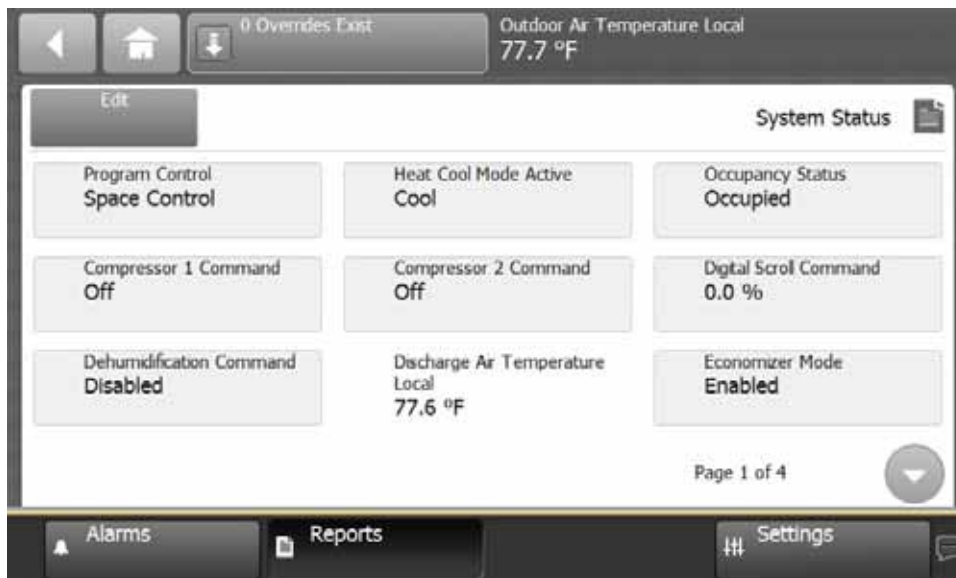 0 Overrides Exist
Outdoor Air Temperature Local
77.7 ºF
Edit
System Status
Program Control
Space Control
Heat Cool Mode Active
Cool
Occupancy Status
Occupied
Compressor 1 Command
Off
Compressor 2 Command
Off
Digital Scroll Command
0.0 %
Dehumidification Command
Disabled
Discharge Air Temperature
Local
77.6 ºF
Economizer Mode
Enabled
Page 1 of 4
Alarms
Reports
Settings